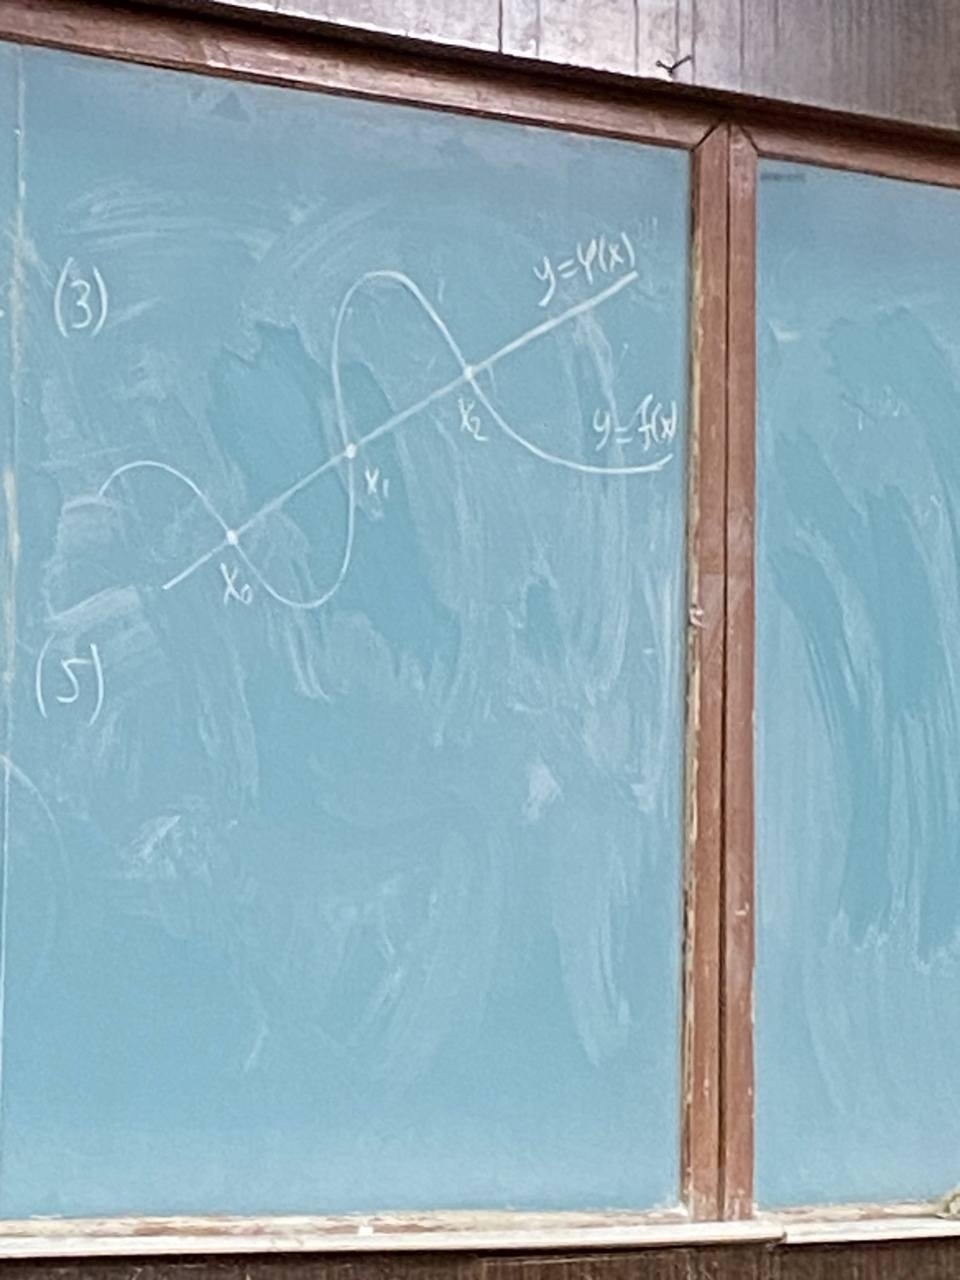 (3)
y=φ(x)
y=f(x)
x₂
x₁
x₀
(5)